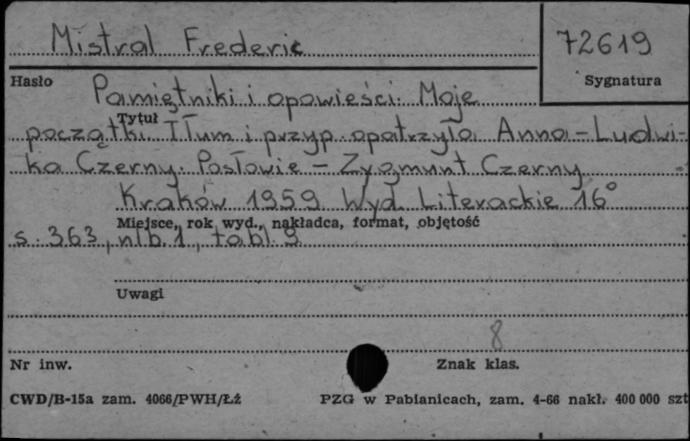 Mistral Frederic
72619
Hasło
Sygnatura
Pamiętniki i opowieści: Moje
Tytuł
początki. Tłum i przyp. opatrzyła Anna-Ludwi-
ka Czerny. Posłowie - Zygmunt Czerny
Kraków 1959 Wyd. Literackie 16°
Miejsce, rok wyd., nakładca, format, objętość
s. 363, nlb. 1, tabl. 9
Uwagi
8
Nr inw.
Znak klas.
CWD/B-15a zam. 4066/PWH/Łź
PZG w Pabianicach, zam. 4-66 nakł. 400 000 szt